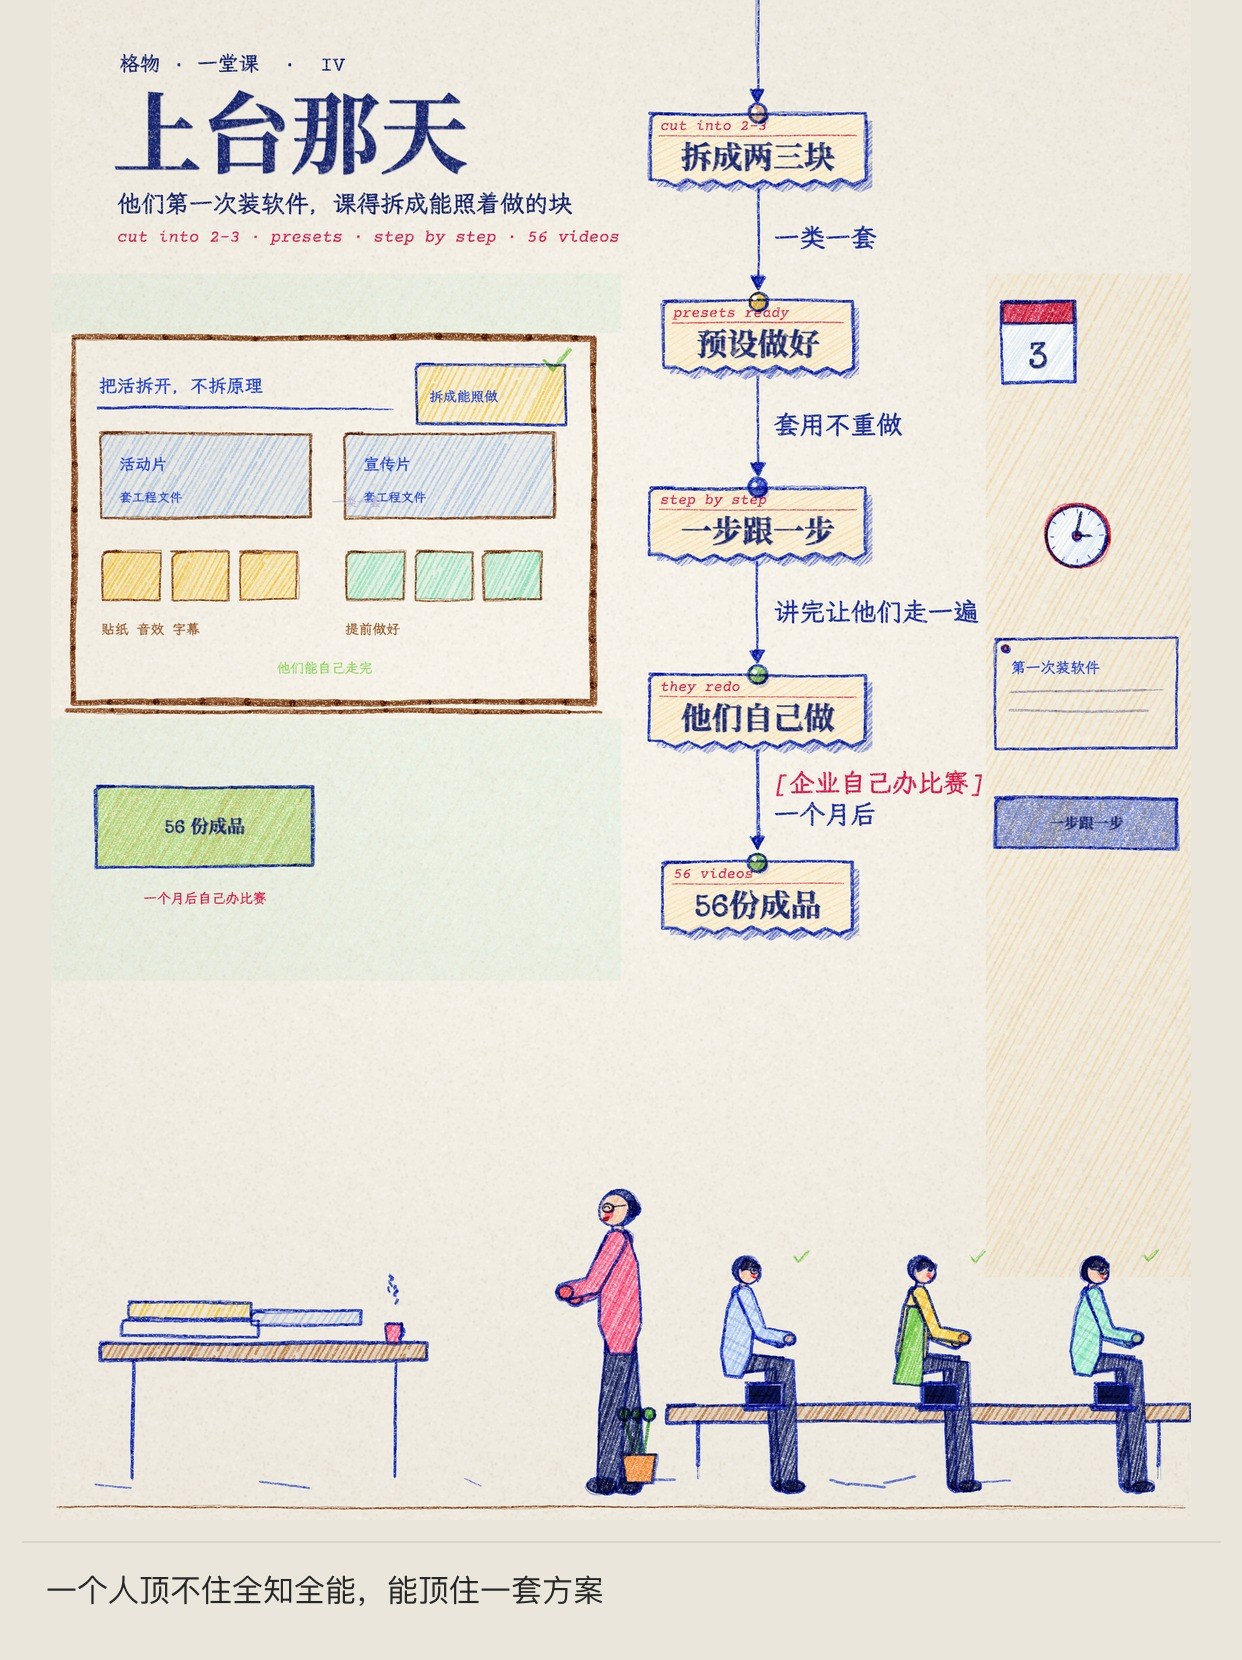 格物 · 一堂课 · IV
上台那天
他们第一次装软件，课得拆成能照着做的块
cut into 2-3 · presets · step by step · 56 videos
把活拆开，不拆原理
拆成能照做
活动片
套工程文件
宣传片
套工程文件
贴纸 音效 字幕
提前做好
他们能自己走完
56 份成品
一个月后自己办比赛
cut into 2-3
拆成两三块
一类一套
presets ready
预设做好
套用不重做
step by step
一步跟一步
讲完让他们走一遍
they redo
他们自己做
[企业自己办比赛]
一个月后
56 videos
56份成品
3
第一次装软件
一步跟一步
一个人顶不住全知全能，能顶住一套方案